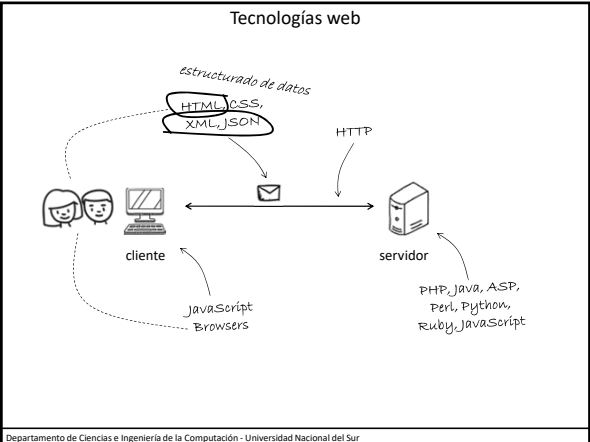 Tecnologías web
estructurado de datos
HTML, CSS,
XML, JSON
HTTP
cliente
servidor
JavaScript
Browsers
PHP, Java, ASP,
Perl, Python,
Ruby, JavaScript
Departamento de Ciencias e Ingeniería de la Computación - Universidad Nacional del Sur